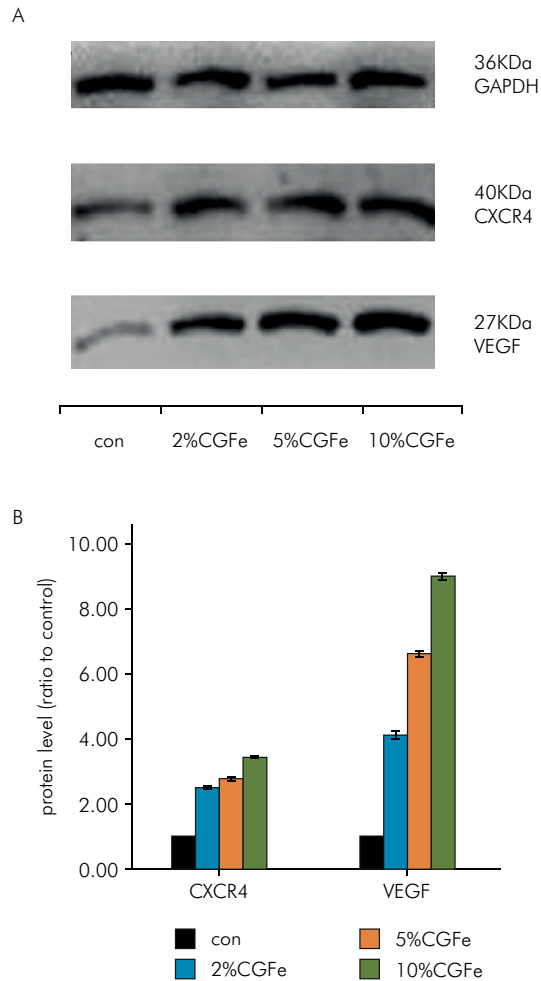 A
36KDa
GAPDH
40KDa
CXCR4
27KDa
VEGF
con 2%CGFe 5%CGFe 10%CGFe
B
protein level (ratio to control)
10.00
8.00
6.00
4.00
2.00
0.00
CXCR4 VEGF
con 5%CGFe
2%CGFe 10%CGFe